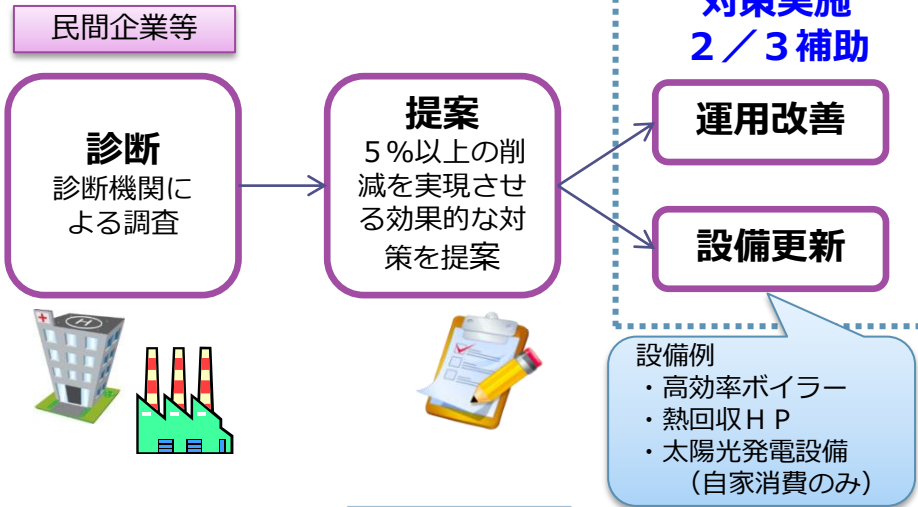 民間企業等
対策実施
2／3補助
診断
診断機関に
よる調査
提案
5％以上の削
減を実現させ
る効果的な対
策を提案
運用改善
設備更新
設備例
・高効率ボイラー
・熱回収ＨＰ
・太陽光発電設備
（自家消費のみ）
H